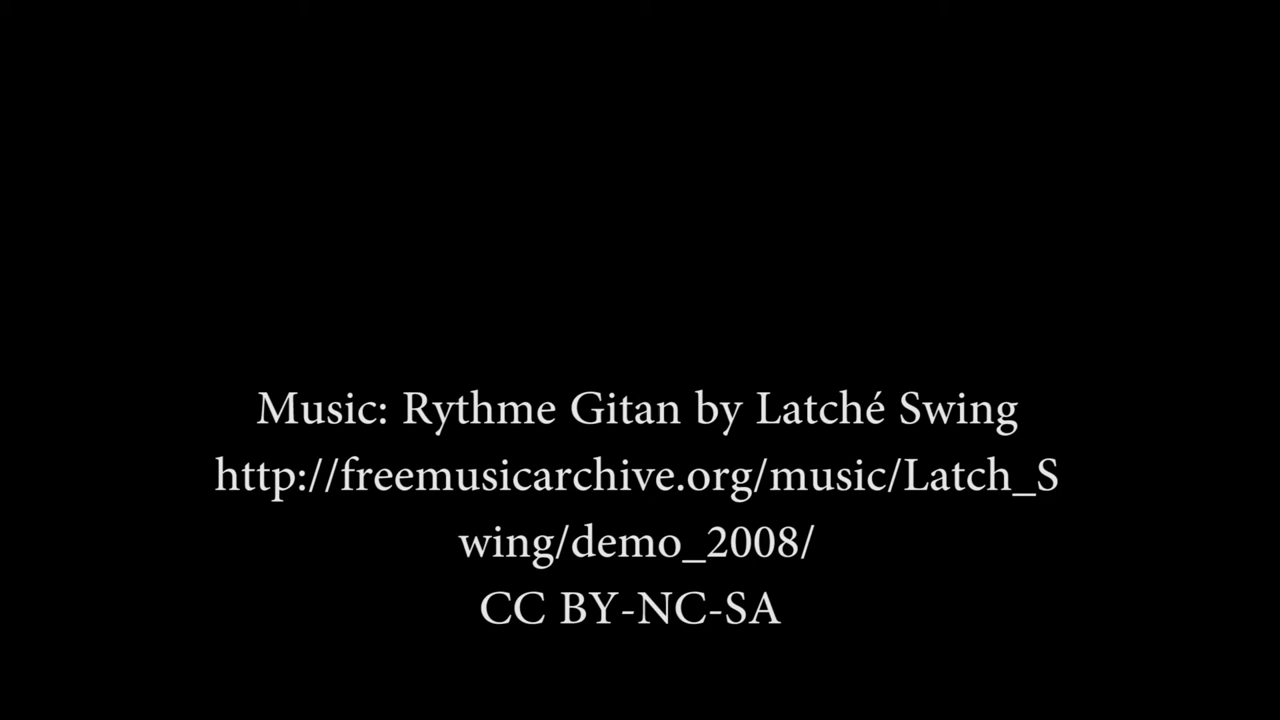 Music: Rythme Gitan by Latché Swing
http://freemusicarchive.org/music/Latch_S
wing/demo_2008/
CC BY-NC-SA